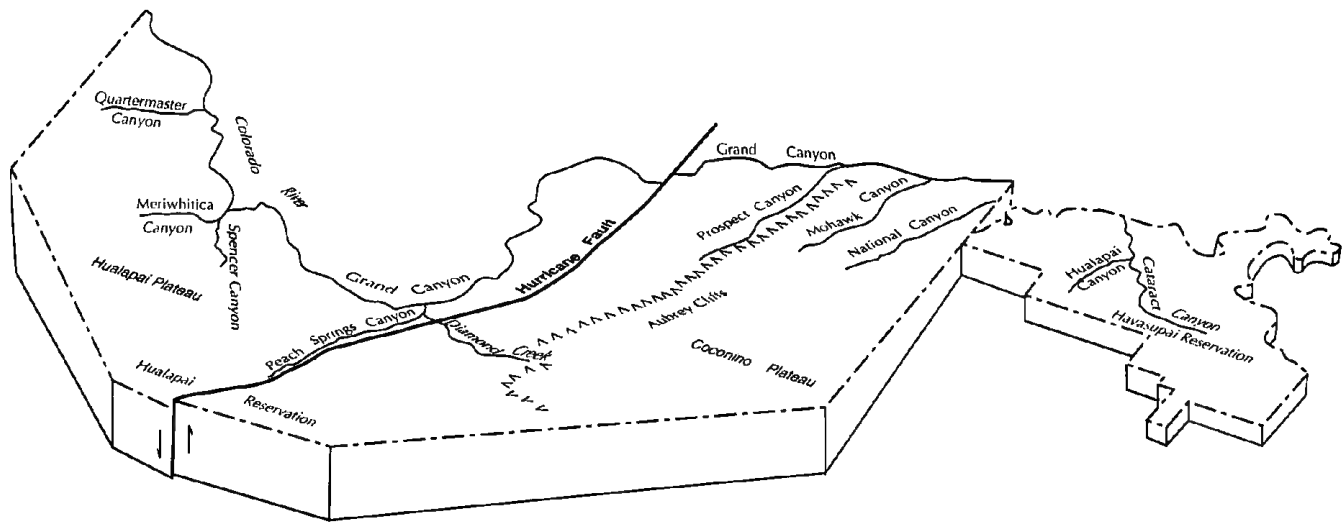 Quartermaster
Canyon
Colorado
River
Meriwhitica
Canyon
Spencer Canyon
Hualapai Plateau
Grand Canyon
Peach Springs Canyon
Diamond Creek
Hurricane Fault
Grand Canyon
Prospect Canyon
Mohawk Canyon
National Canyon
Aubrey Cliffs
Coconino Plateau
Hualapai
Reservation
Hualapai
Canyon
Cataract
Canyon
Havasupai Reservation